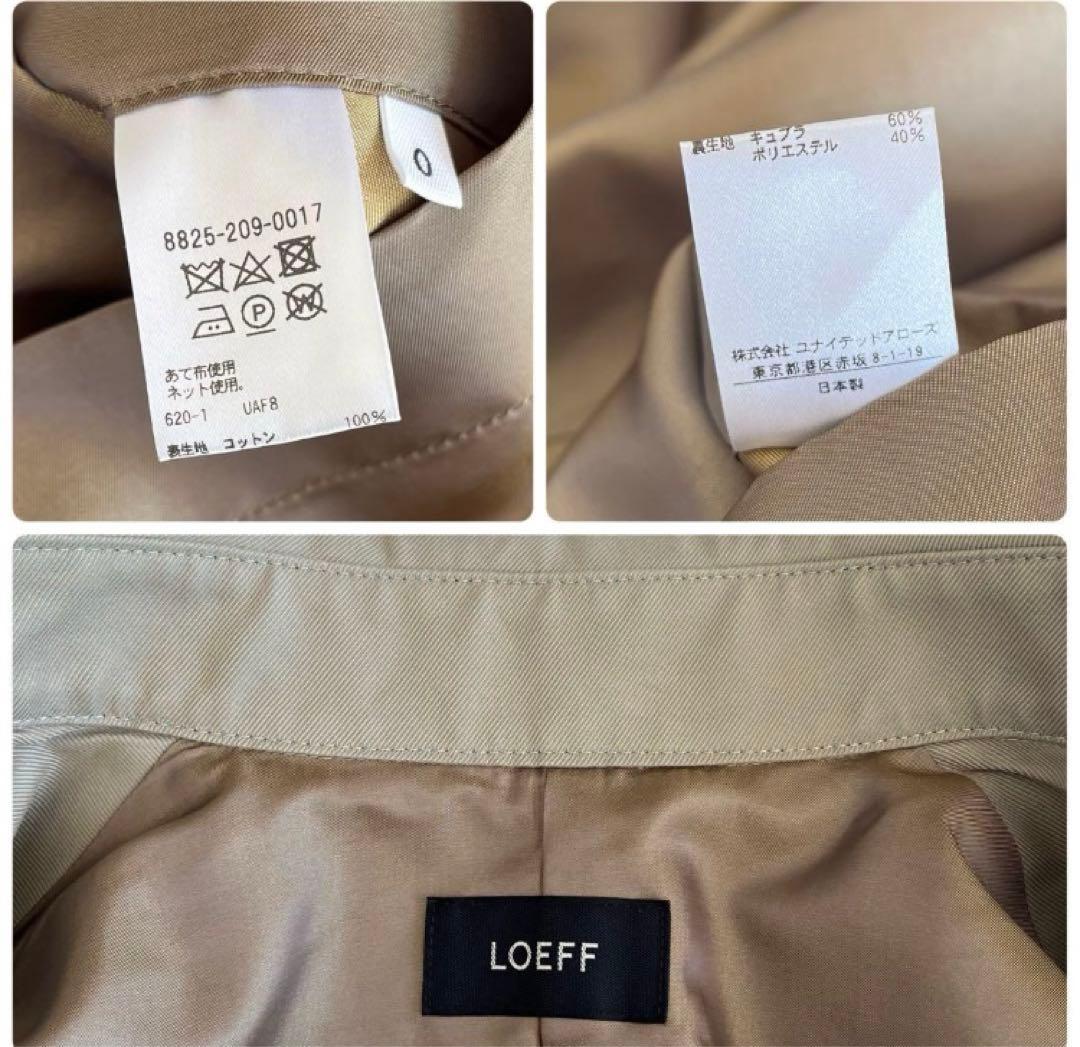 0
8825-209-0017
P
W
あて布使用
ネット使用。
620-1 UAF8
表生地 コットン 100%
裏生地 キュプラ 60%
ポリエステル 40%
株式会社 ユナイテッドアローズ
東京都港区赤坂8-1-19
日本製
LOEFF